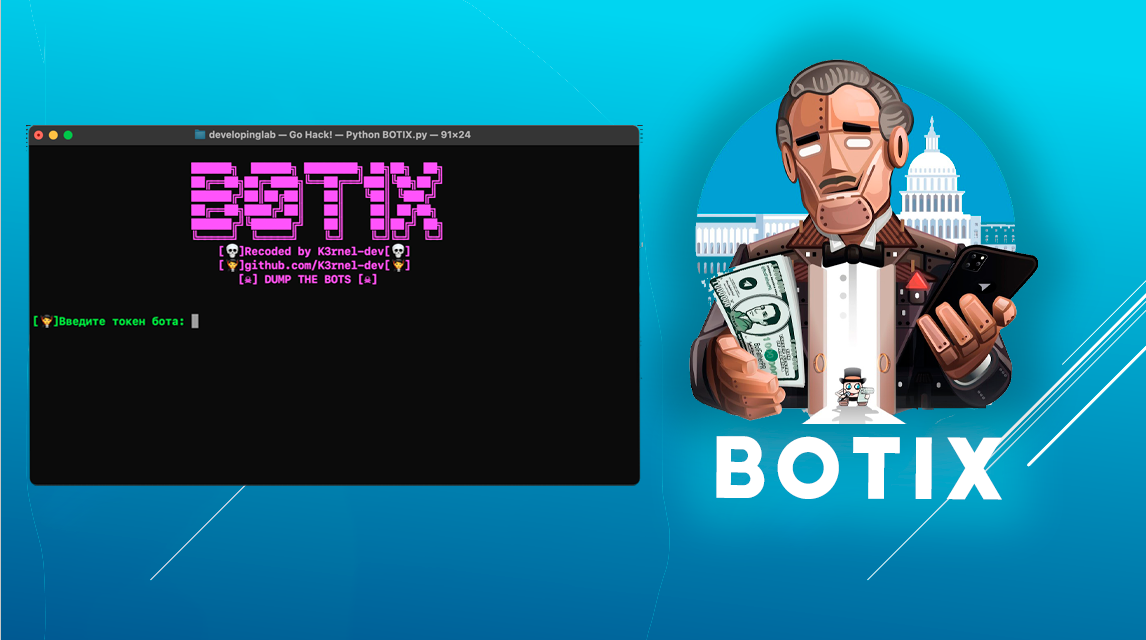 developinglab — Go Hack! — Python BOTIX.py — 91×24
BOTIX
[💀]Recoded by K3rnel-dev[💀]
[🤠]github.com/K3rnel-dev[🤠]
[☠] DUMP THE BOTS [☠]
[🤠]Введите токен бота:
BOTIX